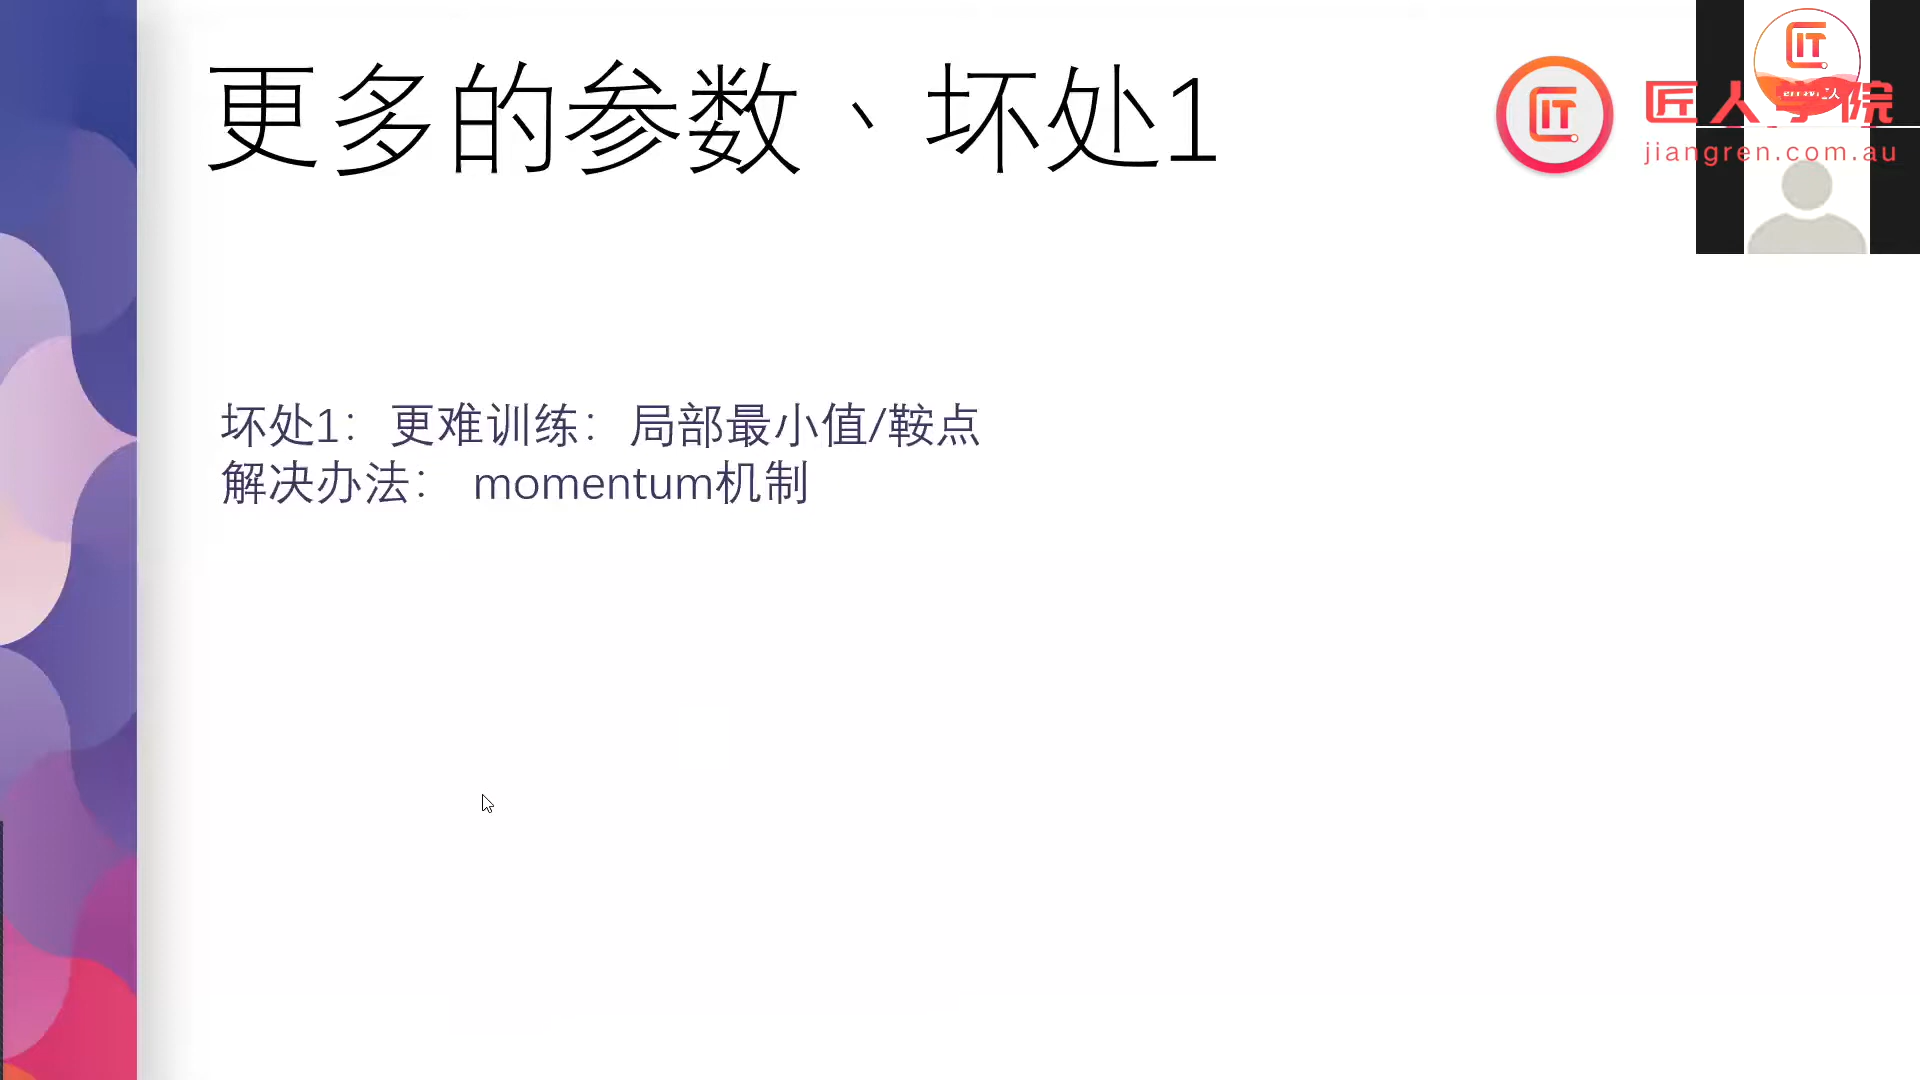 更多的参数、坏处1
匠人学院
jiangren.com.au
坏处1：更难训练：局部最小值/鞍点
解决办法： momentum机制